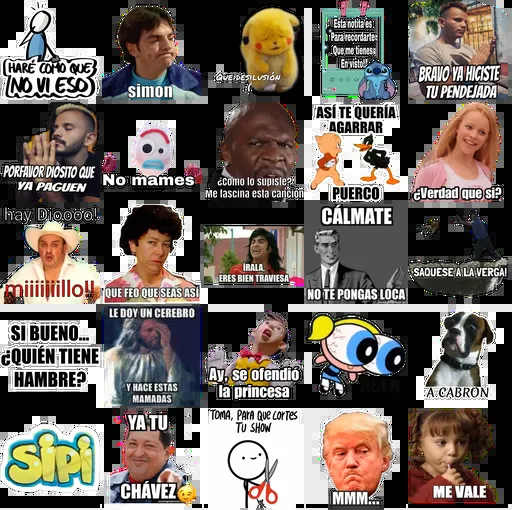 HARÉ COMO QUE
NO VI ESO
simon
Queidesilusión
Esta notita es
Para recordarte
Que me tienes
En visto!!
BRAVO YA HICISTE
TU PENDEJADA
PORFAVOR DIOSITO QUE
YA PAGUEN
No mames
¿Como lo supiste?
Me fascina esta canción
ASÍ TE QUERÍA
AGARRAR
PUERCO
¿Verdad que si?
hay Dioooo!
miiiiiiillo!!
QUE FEO QUE SEAS ASI
IRALA,
ERES BIEN TRAVIESA
CÁLMATE
NO TE PONGAS LOCA
SAQUESE A LA VERGA!
SI BUENO...
¿QUIÉN TIENE
HAMBRE?
LE DOY UN CEREBRO
Y HACE ESTAS
MAMADAS
Ay, se ofendió
la princesa
A CABRON
SiPi
YA TU
CHÁVEZ
TOMA, PARA QUE CORTES
TU SHOW
MMM...
ME VALE